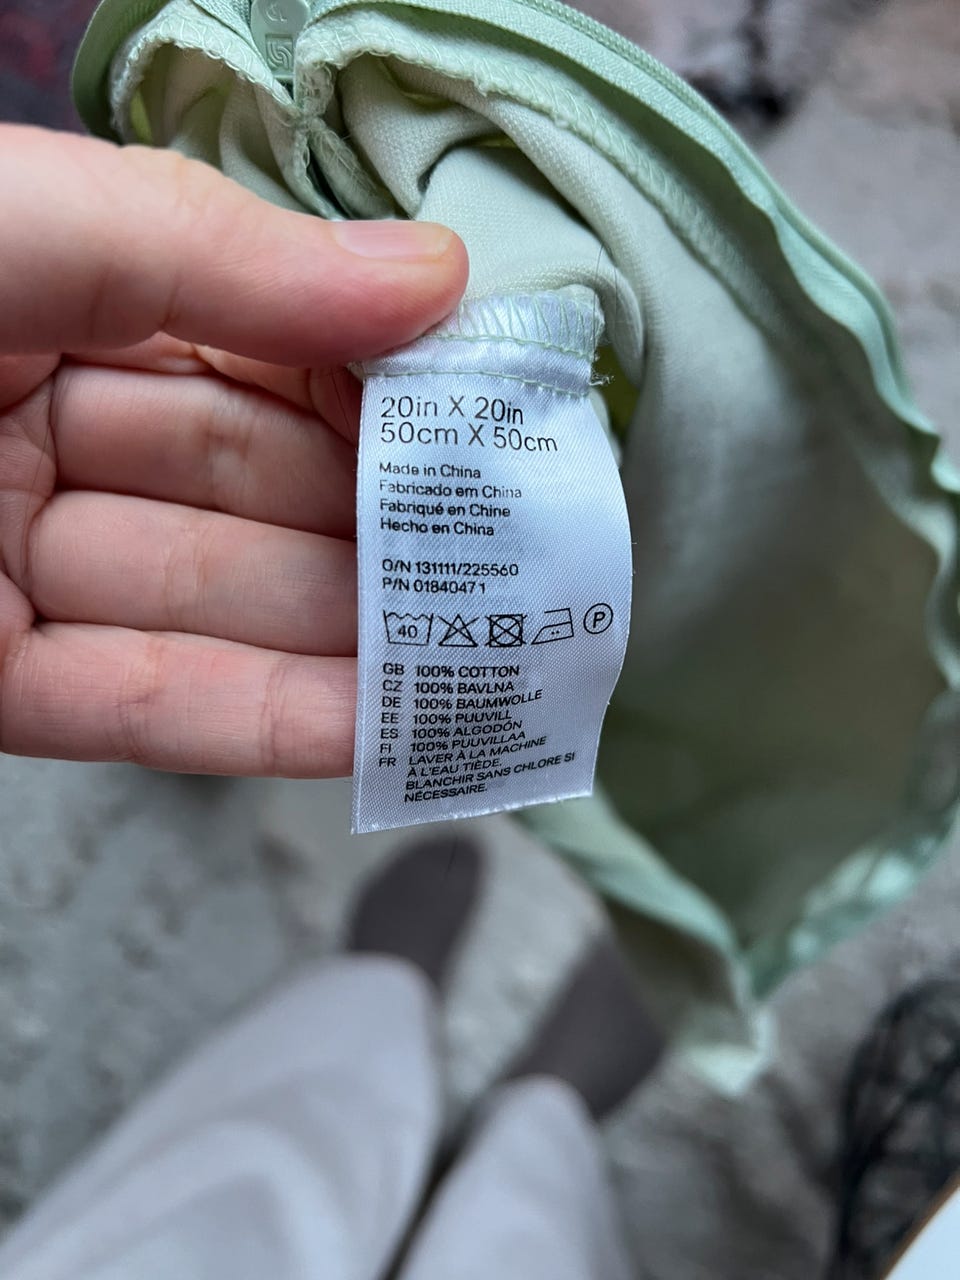 20in X 20in
50cm X 50cm
Made in China
Fabricado em China
Fabriqué en Chine
Hecho en China
O/N 131111/225560
P/N 01840471
40
P
GB 100% COTTON
CZ 100% BAVLNA
DE 100% BAUMWOLLE
EE 100% PUUVILL
ES 100% ALGODÓN
FI 100% PUUVILLAA
FR LAVER À LA MACHINE
À L'EAU TIÈDE.
BLANCHIR SANS CHLORE SI
NÉCESSAIRE.